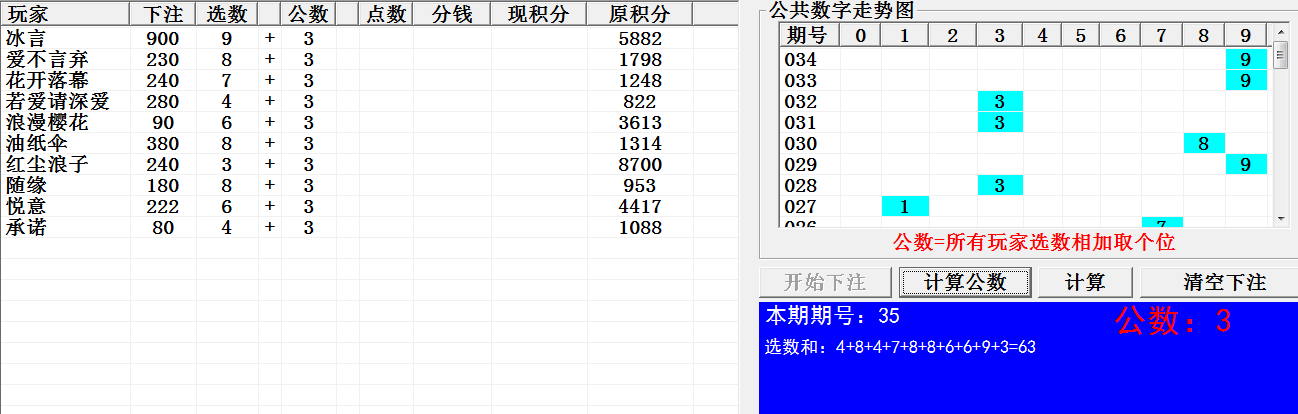 玩家 下注 选数 公数 点数 分钱 现积分 原积分
冰言 900 9 + 3 5882
爱不言弃 230 8 + 3 1798
花开落幕 240 7 + 3 1248
若爱请深爱 280 4 + 3 822
浪漫樱花 90 6 + 3 3613
油纸伞 380 8 + 3 1314
红尘浪子 240 3 + 3 8700
随缘 180 8 + 3 953
悦意 222 6 + 3 4417
承诺 80 4 + 3 1088
公共数字走势图
期号 0 1 2 3 4 5 6 7 8 9
034 9
033 9
032 3
031 3
030 8
029 9
028 3
027 1
026 7
公数=所有玩家选数相加取个位
开始下注 计算公数 计算 清空下注
本期期号：35 公数：3
选数和：4+8+4+7+8+8+6+6+9+3=63